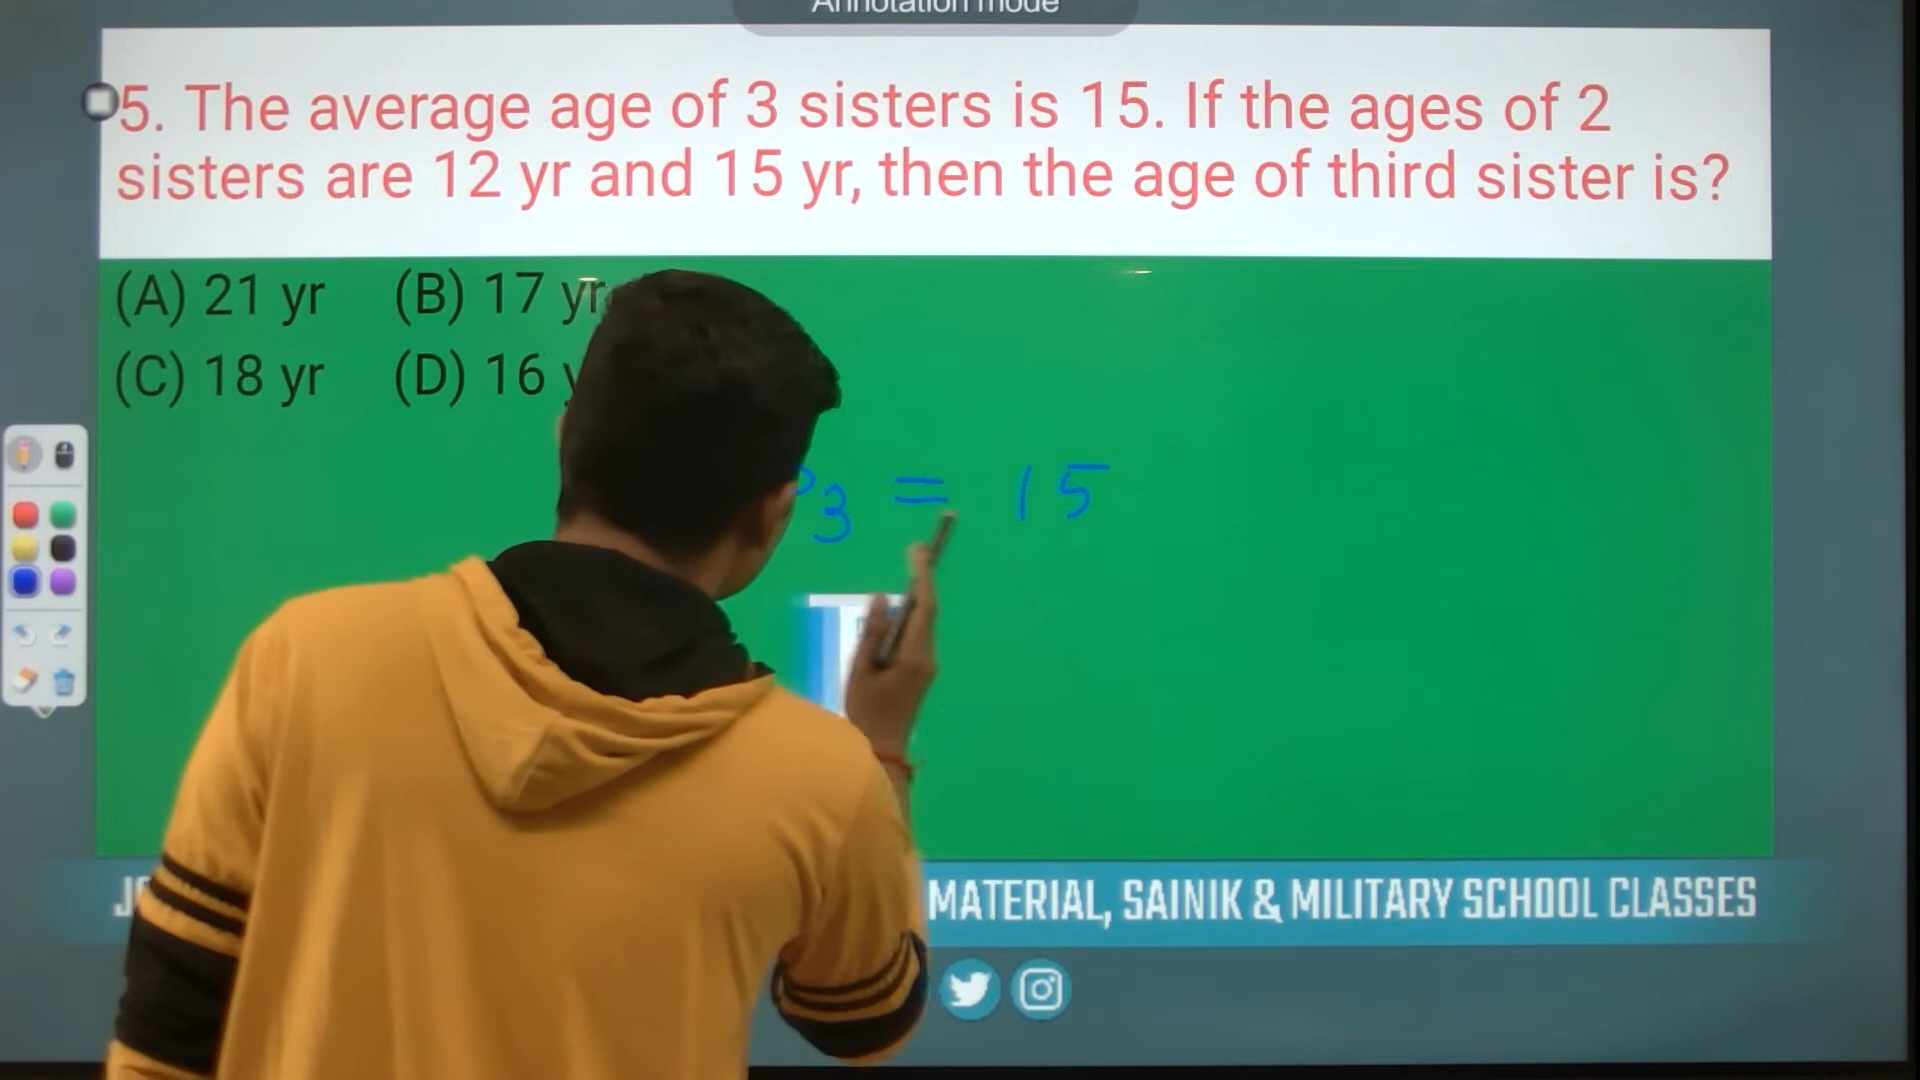 Annotation mode
5. The average age of 3 sisters is 15. If the ages of 2
sisters are 12 yr and 15 yr, then the age of third sister is?
(A) 21 yr (B) 17 yr
(C) 18 yr (D) 16
3 = 15
MATERIAL, SAINIK & MILITARY SCHOOL CLASSES